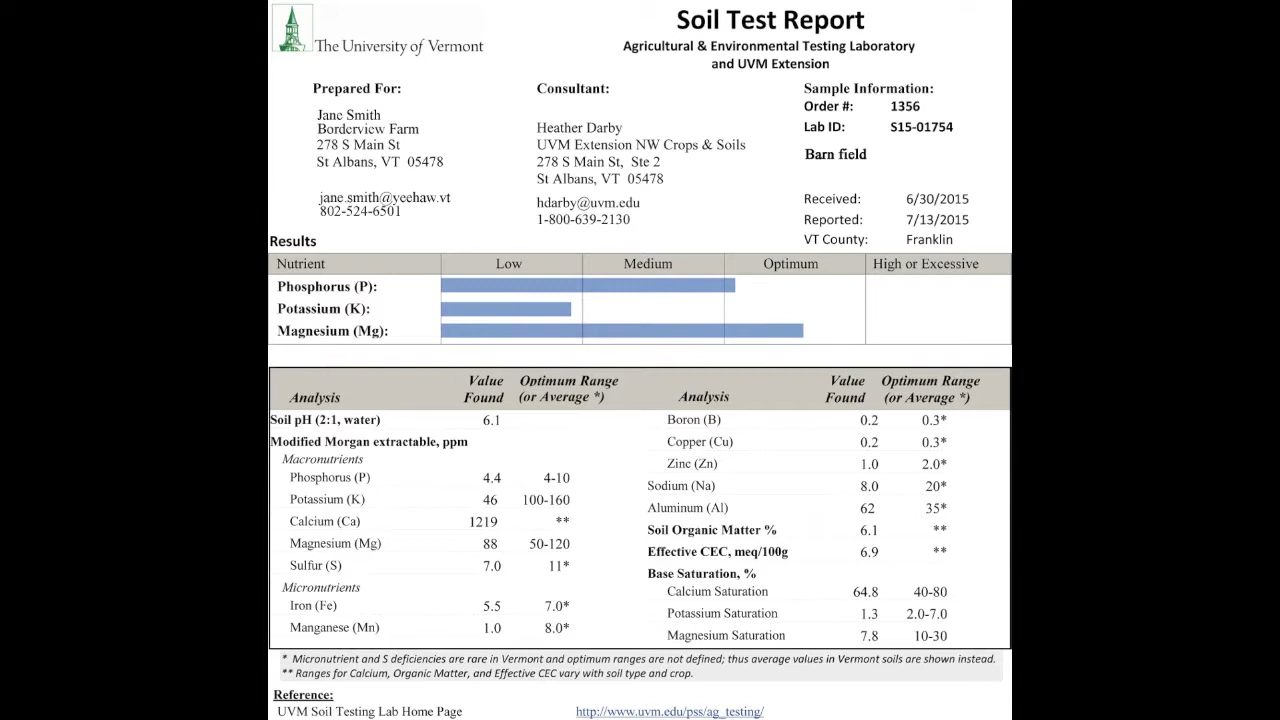 The University of Vermont
Soil Test Report
Agricultural & Environmental Testing Laboratory
and UVM Extension
Prepared For:
Jane Smith
Borderview Farm
278 S Main St
St Albans, VT 05478
jane.smith@yeehaw.vt
802-524-6501
Consultant:
Heather Darby
UVM Extension NW Crops & Soils
278 S Main St, Ste 2
St Albans, VT 05478
hdarby@uvm.edu
1-800-639-2130
Sample Information:
Order #: 1356
Lab ID: S15-01754
Barn field
Received: 6/30/2015
Reported: 7/13/2015
VT County: Franklin
Results
Nutrient Low Medium Optimum High or Excessive
Phosphorus (P):
Potassium (K):
Magnesium (Mg):
Analysis Value Found Optimum Range (or Average *)
Soil pH (2:1, water) 6.1
Modified Morgan extractable, ppm
Macronutrients
Phosphorus (P) 4.4 4-10
Potassium (K) 46 100-160
Calcium (Ca) 1219 **
Magnesium (Mg) 88 50-120
Sulfur (S) 7.0 11*
Micronutrients
Iron (Fe) 5.5 7.0*
Manganese (Mn) 1.0 8.0*
Analysis Value Found Optimum Range (or Average *)
Boron (B) 0.2 0.3*
Copper (Cu) 0.2 0.3*
Zinc (Zn) 1.0 2.0*
Sodium (Na) 8.0 20*
Aluminum (Al) 62 35*
Soil Organic Matter % 6.1 **
Effective CEC, meq/100g 6.9 **
Base Saturation, %
Calcium Saturation 64.8 40-80
Potassium Saturation 1.3 2.0-7.0
Magnesium Saturation 7.8 10-30
* Micronutrient and S deficiencies are rare in Vermont and optimum ranges are not defined; thus average values in Vermont soils are shown instead.
** Ranges for Calcium, Organic Matter, and Effective CEC vary with soil type and crop.
Reference:
UVM Soil Testing Lab Home Page http://www.uvm.edu/pss/ag_testing/